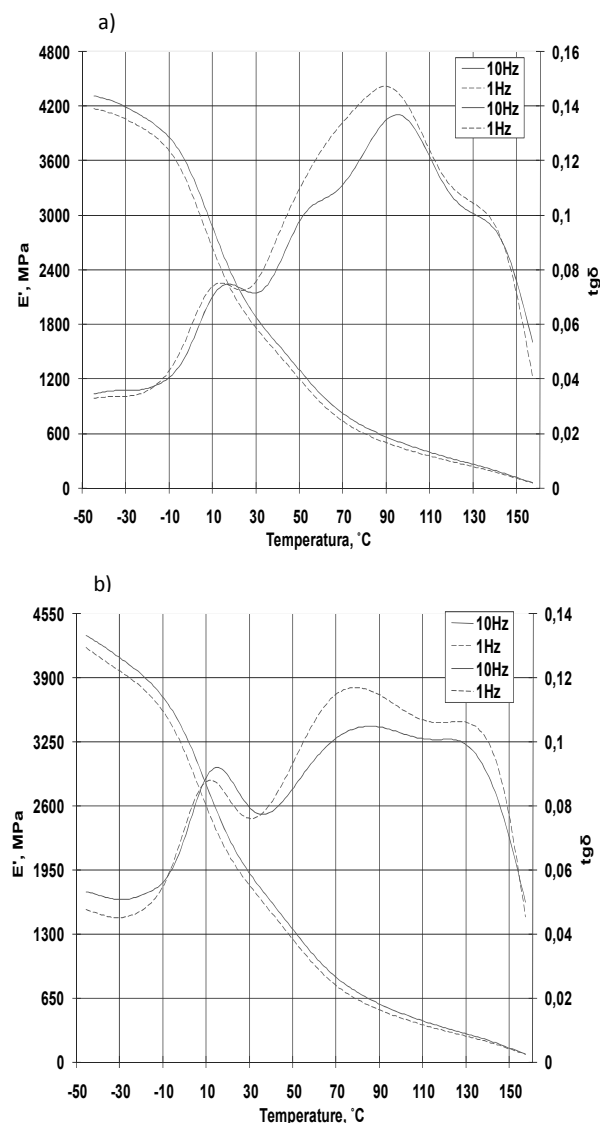 a)
4800 0,16
4200 0,14
3600 0,12
3000 0,1
2400 0,08
1800 0,06
1200 0,04
600 0,02
0 0
10Hz
1Hz
10Hz
1Hz
E', MPa
tgδ
-50 -30 -10 10 30 50 70 90 110 130 150
Temperatura, ˚C
b)
4550 0,14
3900 0,12
3250 0,1
2600 0,08
1950 0,06
1300 0,04
650 0,02
0 0
10Hz
1Hz
10Hz
1Hz
E', MPa
tgδ
-50 -30 -10 10 30 50 70 90 110 130 150
Temperature, ˚C